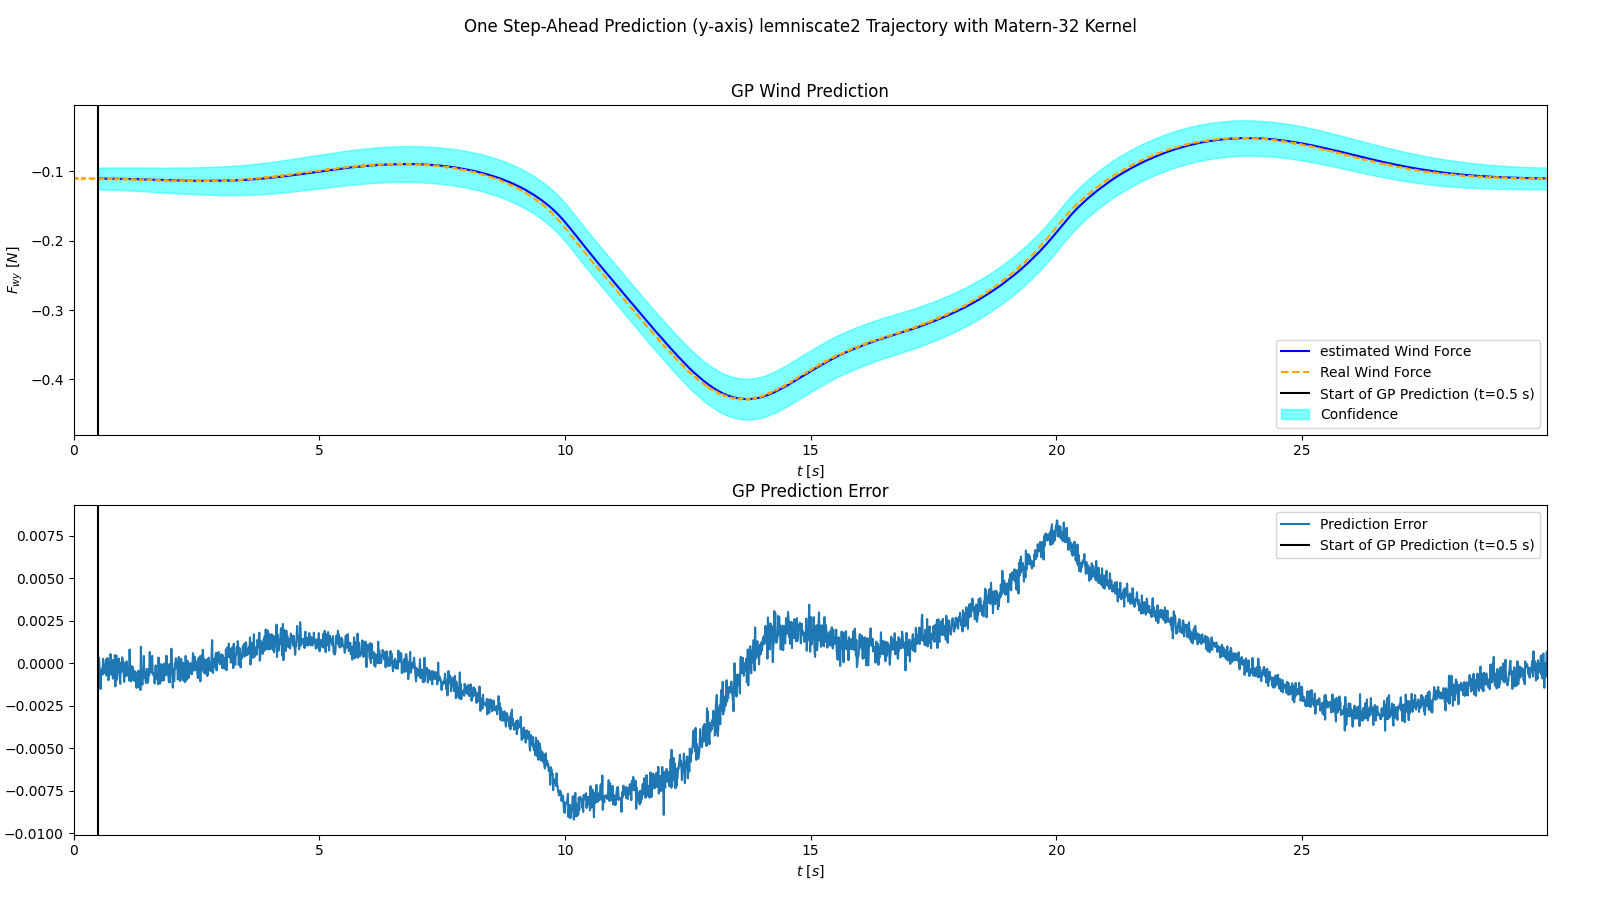 One Step-Ahead Prediction (y-axis) lemniscate2 Trajectory with Matern-32 Kernel
GP Wind Prediction
−0.1
−0.2
−0.3
−0.4
F_wy [N]
estimated Wind Force
Real Wind Force
Start of GP Prediction (t=0.5 s)
Confidence
0 5 10 15 20 25
t [s]
GP Prediction Error
0.0075
0.0050
0.0025
0.0000
−0.0025
−0.0050
−0.0075
−0.0100
Prediction Error
Start of GP Prediction (t=0.5 s)
0 5 10 15 20 25
t [s]